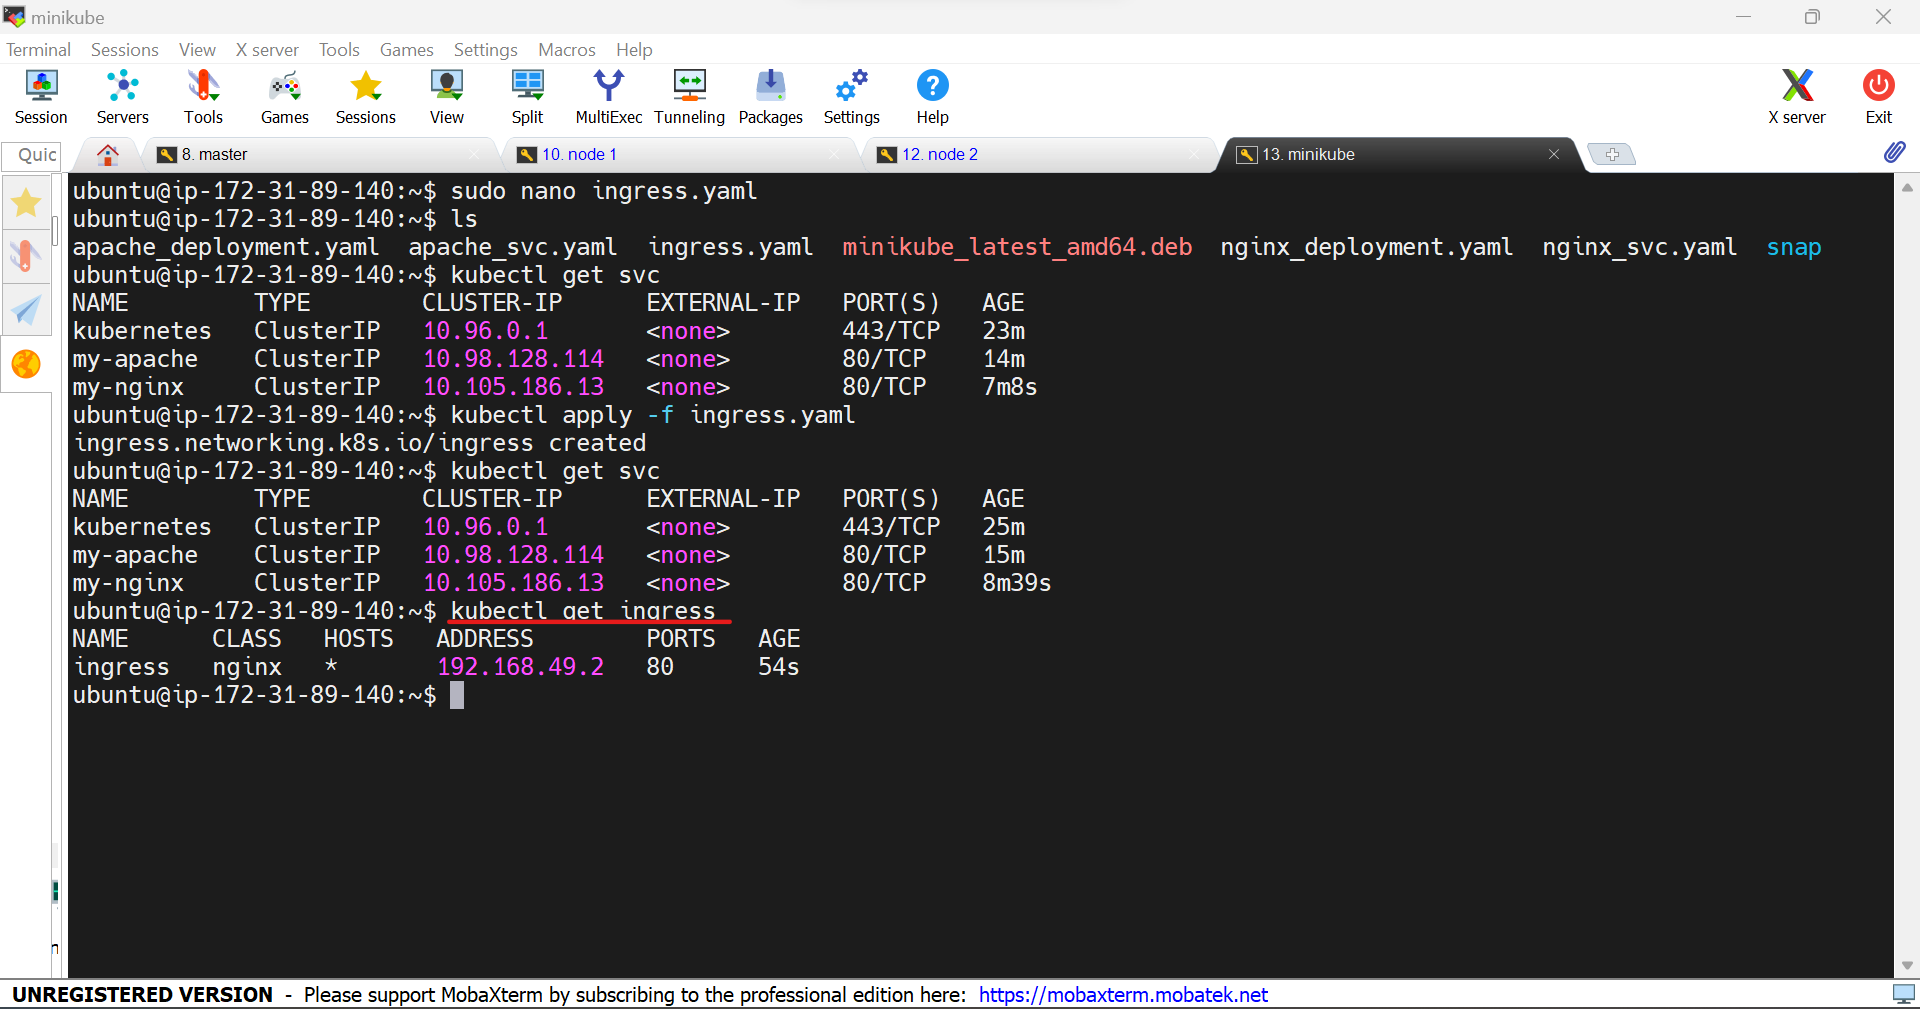 minikube
Terminal Sessions View X server Tools Games Settings Macros Help
Session Servers Tools Games Sessions View Split MultiExec Tunneling Packages Settings Help X server Exit
Quic 8. master 10. node 1 12. node 2 13. minikube
ubuntu@ip-172-31-89-140:~$ sudo nano ingress.yaml
ubuntu@ip-172-31-89-140:~$ ls
apache_deployment.yaml apache_svc.yaml ingress.yaml minikube_latest_amd64.deb nginx_deployment.yaml nginx_svc.yaml snap
ubuntu@ip-172-31-89-140:~$ kubectl get svc
NAME TYPE CLUSTER-IP EXTERNAL-IP PORT(S) AGE
kubernetes ClusterIP 10.96.0.1 <none> 443/TCP 23m
my-apache ClusterIP 10.98.128.114 <none> 80/TCP 14m
my-nginx ClusterIP 10.105.186.13 <none> 80/TCP 7m8s
ubuntu@ip-172-31-89-140:~$ kubectl apply -f ingress.yaml
ingress.networking.k8s.io/ingress created
ubuntu@ip-172-31-89-140:~$ kubectl get svc
NAME TYPE CLUSTER-IP EXTERNAL-IP PORT(S) AGE
kubernetes ClusterIP 10.96.0.1 <none> 443/TCP 25m
my-apache ClusterIP 10.98.128.114 <none> 80/TCP 15m
my-nginx ClusterIP 10.105.186.13 <none> 80/TCP 8m39s
ubuntu@ip-172-31-89-140:~$ kubectl get ingress
NAME CLASS HOSTS ADDRESS PORTS AGE
ingress nginx * 192.168.49.2 80 54s
ubuntu@ip-172-31-89-140:~$
UNREGISTERED VERSION - Please support MobaXterm by subscribing to the professional edition here: https://mobaxterm.mobatek.net